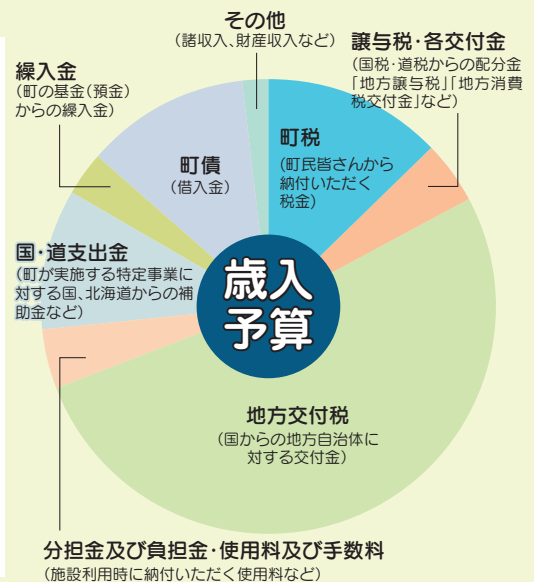 その他
(諸収入、財産収入など)
譲与税・各交付金
(国税・道税からの配分金
「地方譲与税」「地方消費
税交付金」など)
繰入金
(町の基金(預金)
からの繰入金)
町税
(町民皆さんから
納付いただく
税金)
町債
(借入金)
国・道支出金
(町が実施する特定事業に
対する国、北海道からの補
助金など)
歳入
予算
地方交付税
(国からの地方自治体に
対する交付金)
分担金及び負担金・使用料及び手数料
(施設利用時に納付いただく使用料など)